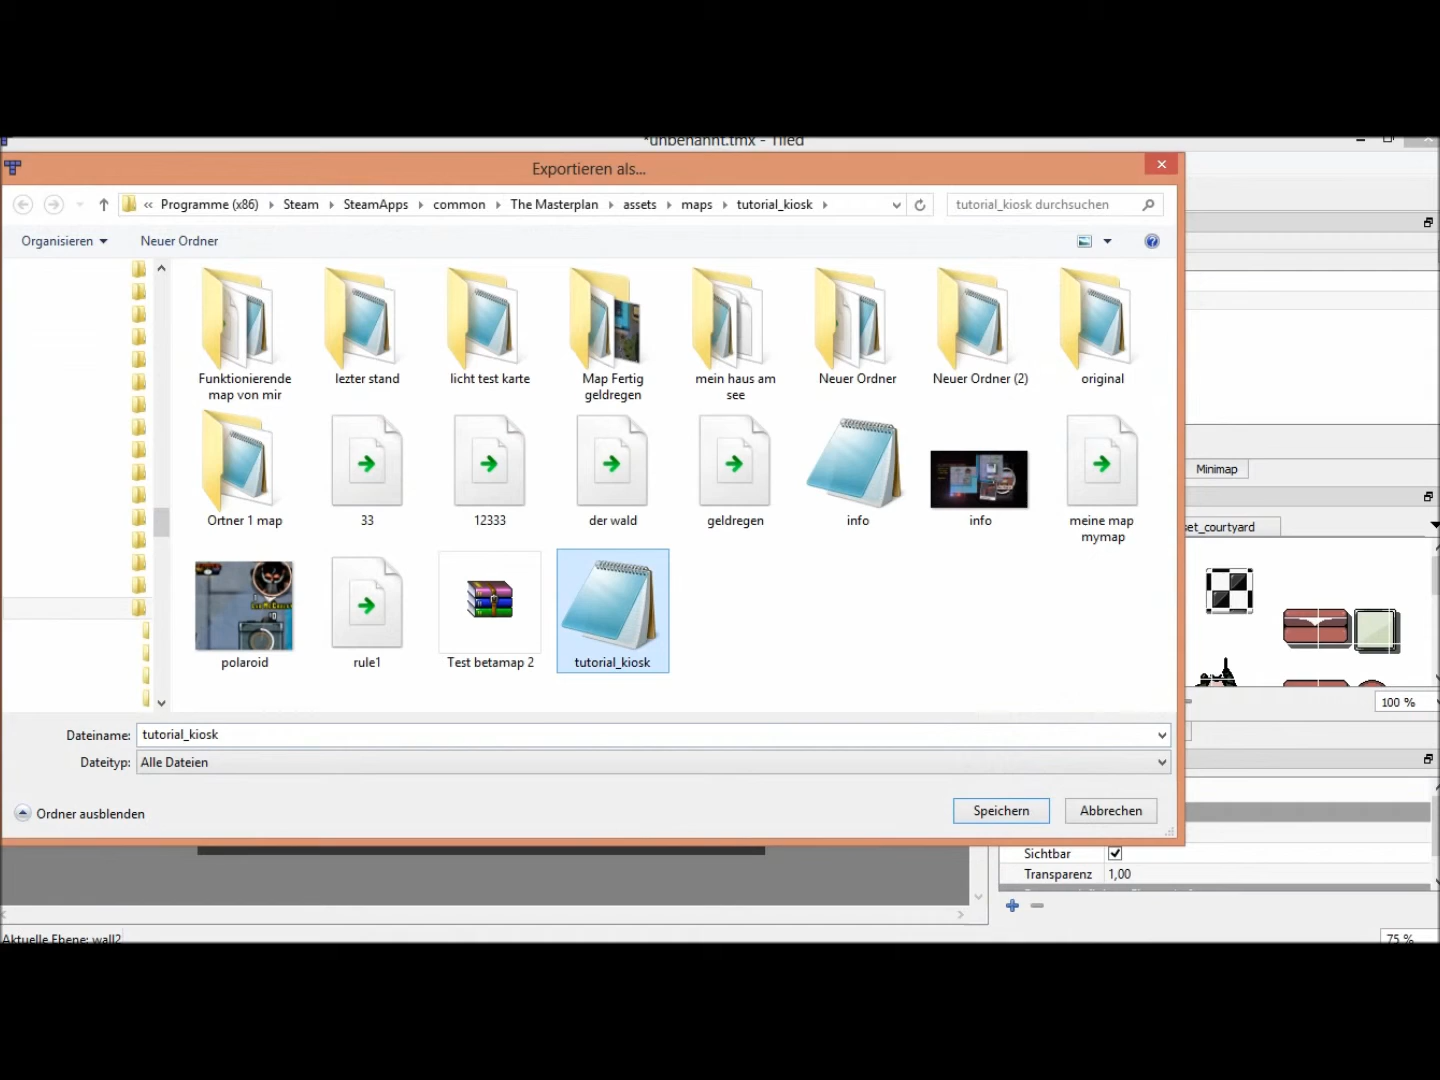 *unbenannt.tmx - Tiled
Exportieren als...
« Programme (x86) Steam SteamApps common The Masterplan assets maps tutorial_kiosk
tutorial_kiosk durchsuchen
Organisieren
Neuer Ordner
Funktionierende map von mir
lezter stand
licht test karte
Map Fertig geldregen
mein haus am see
Neuer Ordner
Neuer Ordner (2)
original
Ortner 1 map
33
12333
der wald
geldregen
info
info
meine map mymap
polaroid
rule1
Test betamap 2
tutorial_kiosk
Dateiname: tutorial_kiosk
Dateityp: Alle Dateien
Ordner ausblenden
Speichern
Abbrechen
Minimap
set_courtyard
100 %
Sichtbar
Transparenz 1,00
Aktuelle Ebene: wall2
75 %